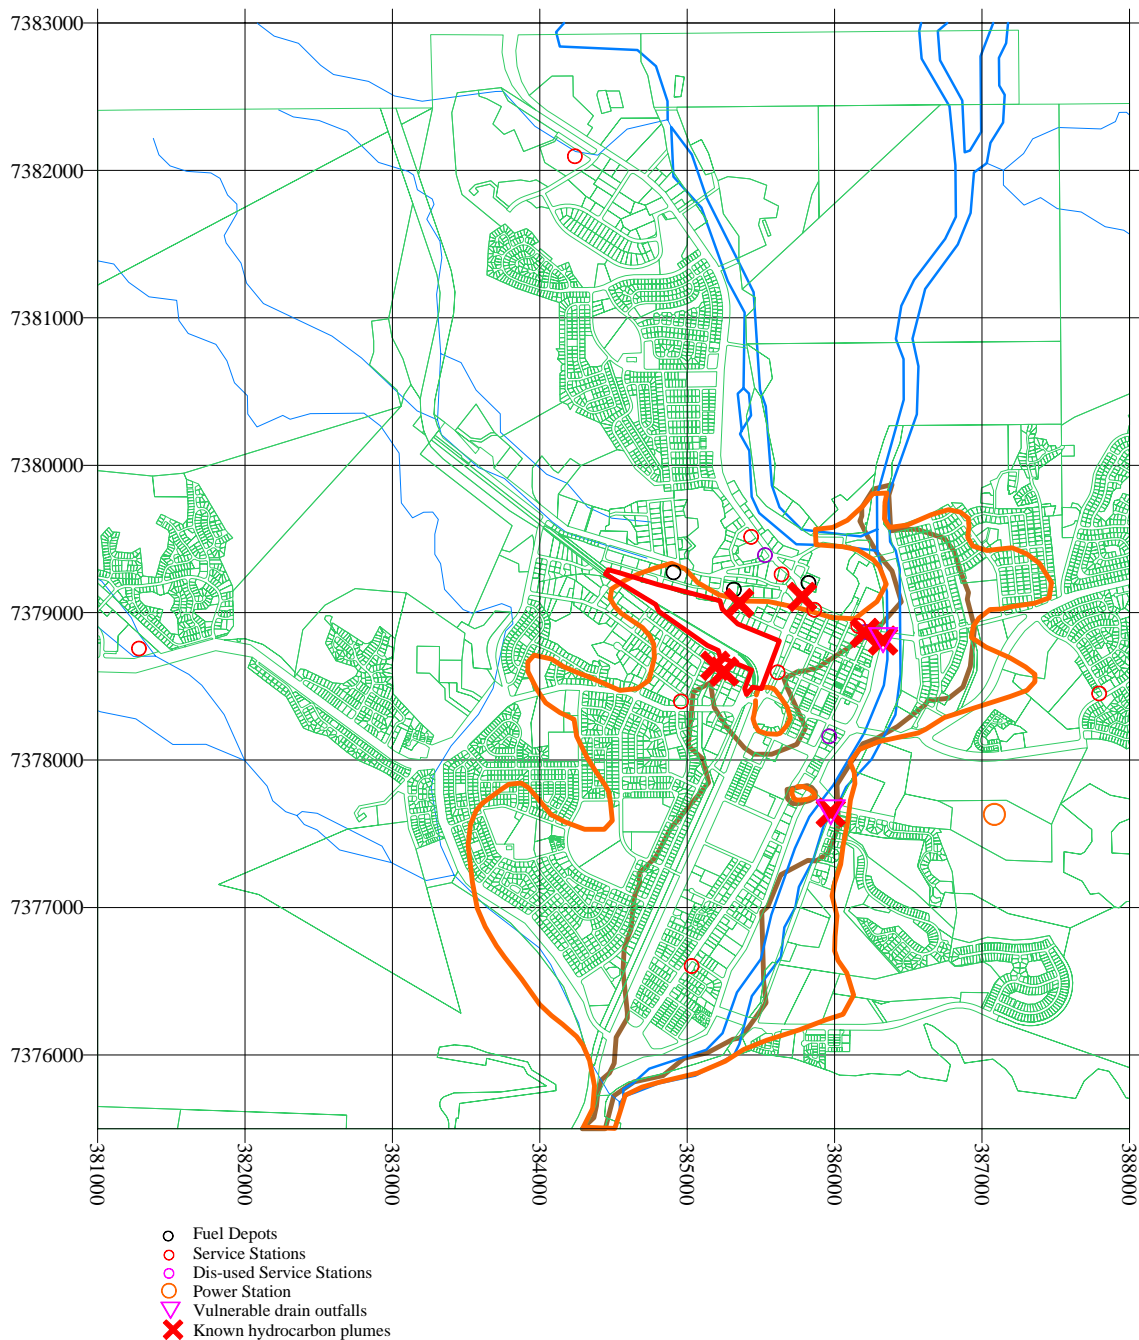 7383000
7382000
7381000
7380000
7379000
7378000
7377000
7376000
381000
382000
383000
384000
385000
386000
387000
388000
Fuel Depots
Service Stations
Dis-used Service Stations
Power Station
Vulnerable drain outfalls
Known hydrocarbon plumes